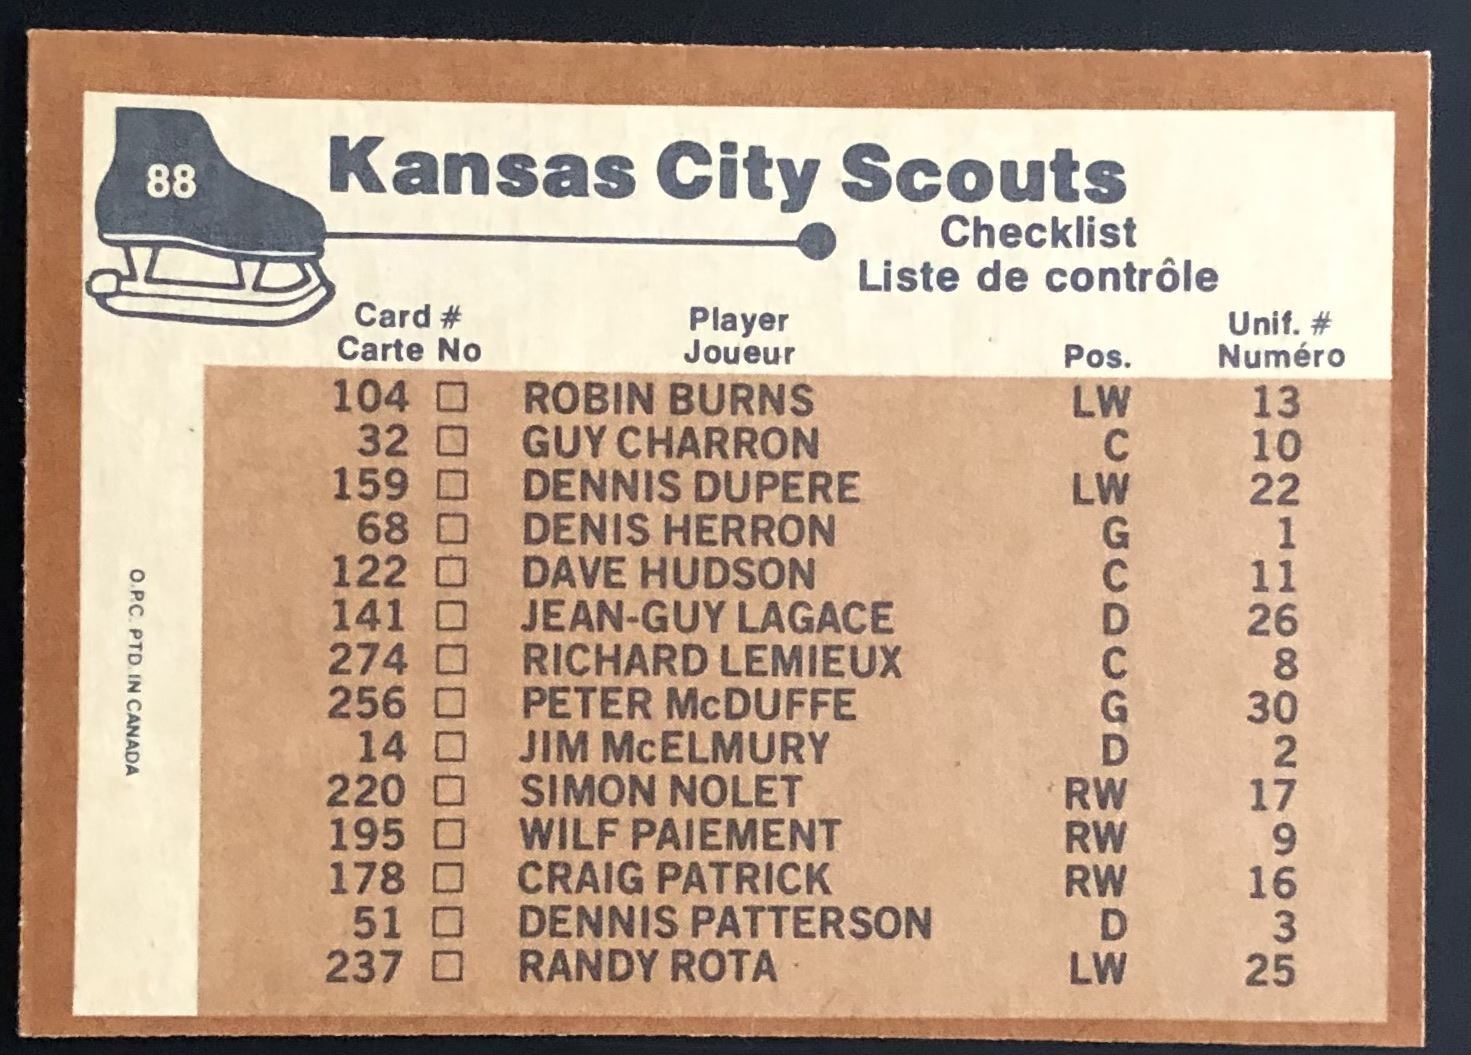 88
Kansas City Scouts
Checklist
Liste de contrôle
Card # Player Unif. #
Carte No Joueur Pos. Numéro
104 □ ROBIN BURNS LW 13
32 □ GUY CHARRON C 10
159 □ DENNIS DUPERE LW 22
68 □ DENIS HERRON G 1
122 □ DAVE HUDSON C 11
141 □ JEAN-GUY LAGACE D 26
274 □ RICHARD LEMIEUX C 8
256 □ PETER McDUFFE G 30
14 □ JIM McELMURY D 2
220 □ SIMON NOLET RW 17
195 □ WILF PAIEMENT RW 9
178 □ CRAIG PATRICK RW 16
51 □ DENNIS PATTERSON D 3
237 □ RANDY ROTA LW 25
O.P.C. PTD. IN CANADA